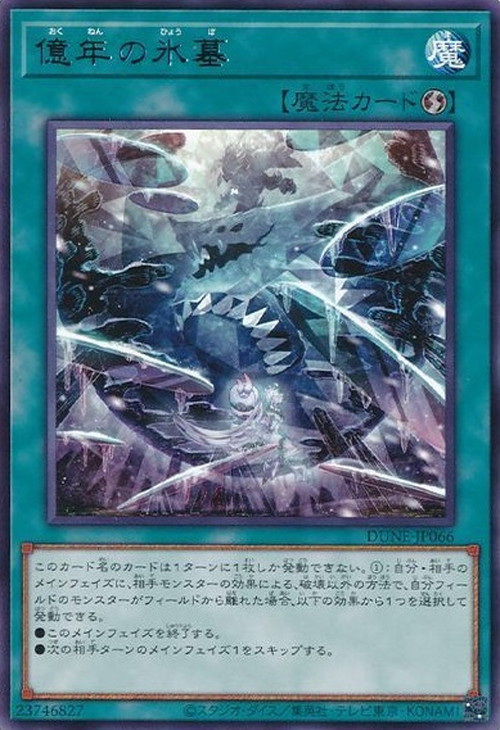 億年の氷墓
おく ねん ひょう ぼ
魔
【魔法カード】
DUNE-JP066
このカード名のカードは1ターンに1枚しか発動できない。①:自分・相手の
メインフェイズに、相手モンスターの効果による、破壊以外の方法で、自分フィール
ドのモンスターがフィールドから離れた場合、以下の効果から1つを選択して
発動できる。
●このメインフェイズを終了する。
●次の相手ターンのメインフェイズ1をスキップする。
23746827
©スタジオ・ダイス/集英社・テレビ東京・KONAMI